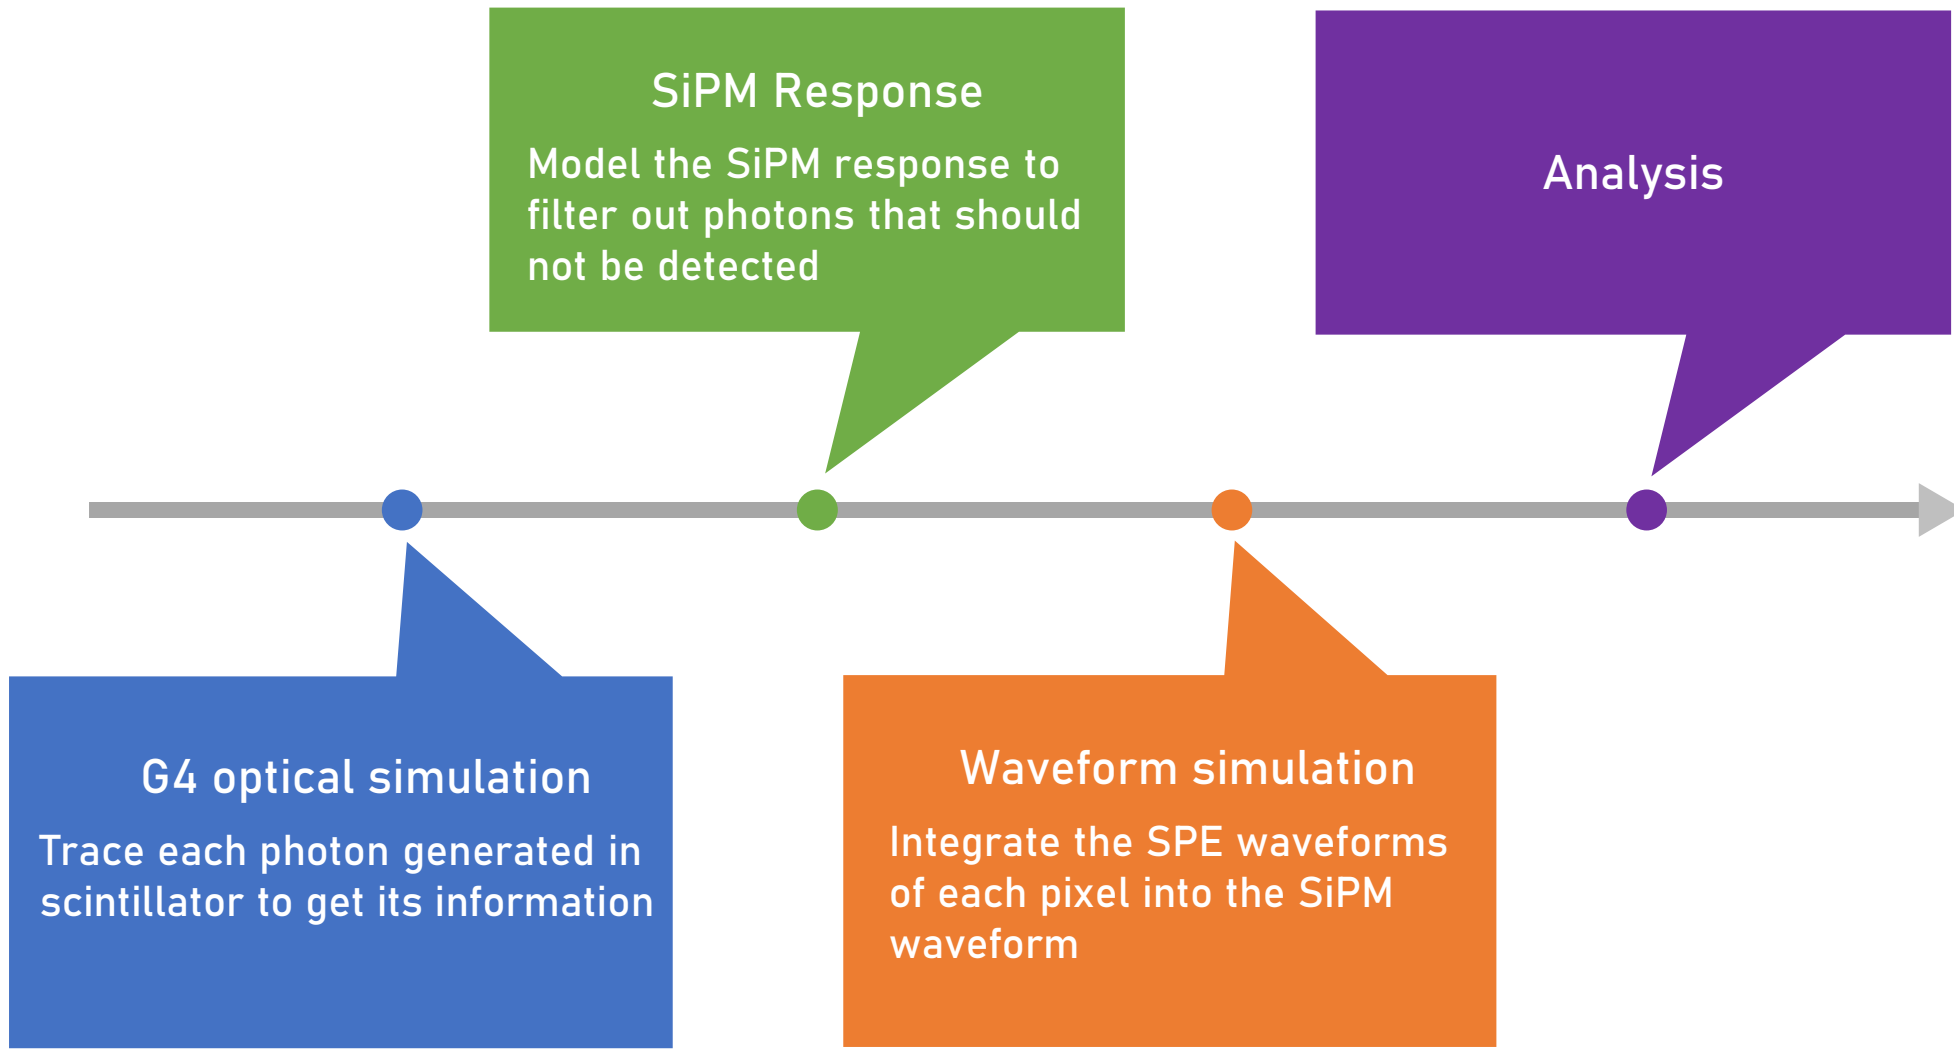 SiPM Response
Model the SiPM response to
filter out photons that should
not be detected
Analysis
G4 optical simulation
Trace each photon generated in
scintillator to get its information
Waveform simulation
Integrate the SPE waveforms
of each pixel into the SiPM
waveform